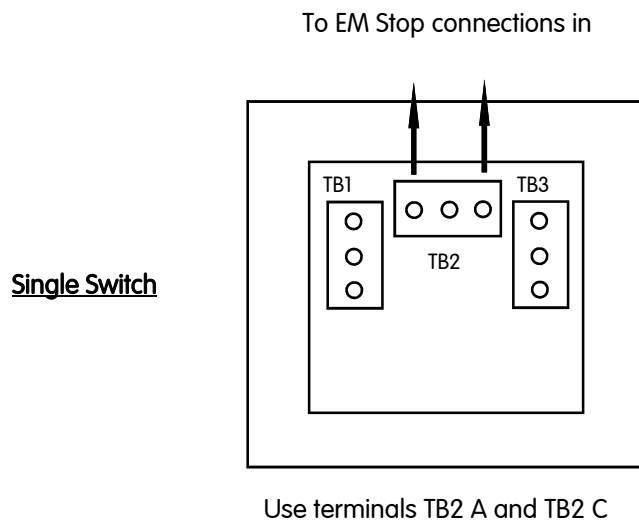 To EM Stop connections in
TB1
TB3
TB2
Single Switch
Use terminals TB2 A and TB2 C